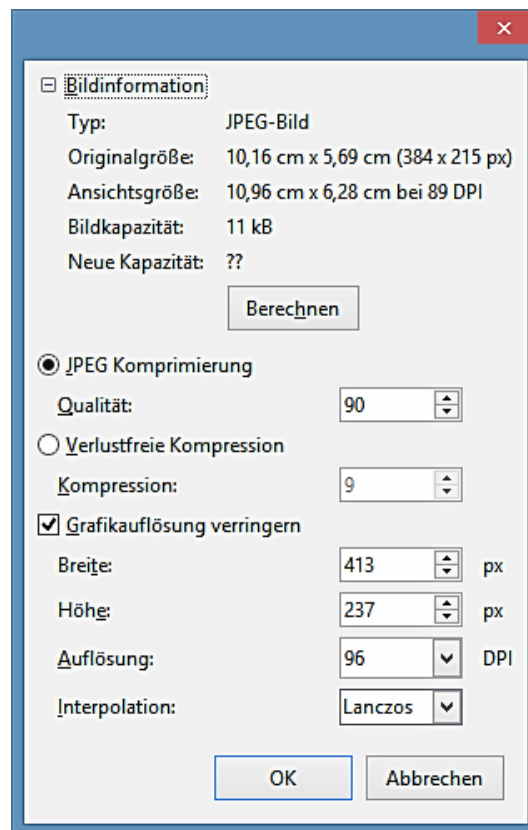 Bildinformation
Typ: JPEG-Bild
Originalgröße: 10,16 cm x 5,69 cm (384 x 215 px)
Ansichtsgröße: 10,96 cm x 6,28 cm bei 89 DPI
Bildkapazität: 11 kB
Neue Kapazität: ??
Berechnen
JPEG Komprimierung
Qualität: 90
Verlustfreie Kompression
Kompression: 9
Grafikauflösung verringern
Breite: 413 px
Höhe: 237 px
Auflösung: 96 DPI
Interpolation: Lanczos
OK Abbrechen